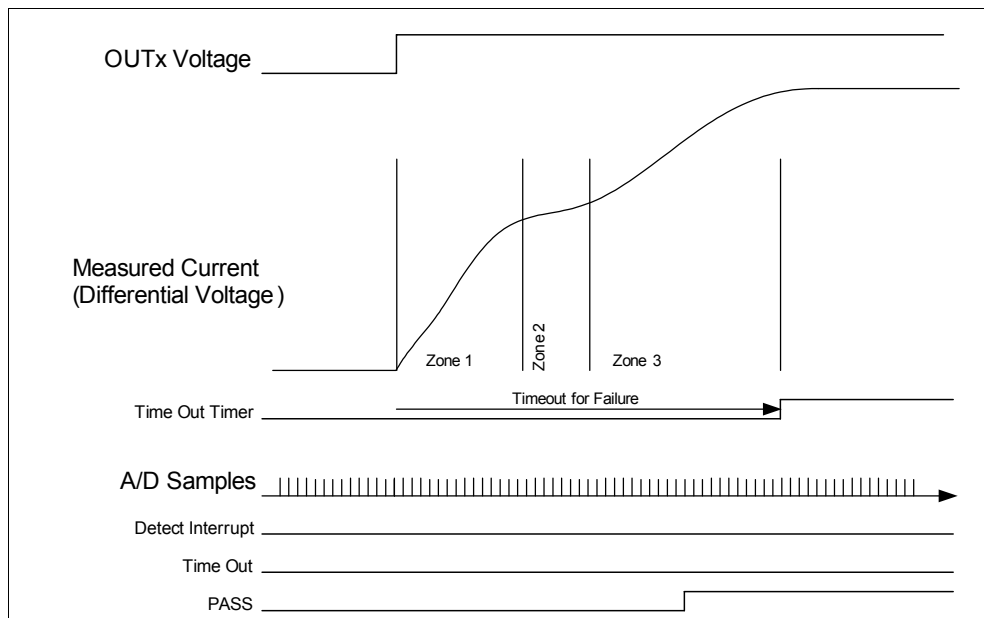 OUTx Voltage
Measured Current
(Differential Voltage)
Zone 1
Zone 2
Zone 3
Timeout for Failure
Time Out Timer
A/D Samples
Detect Interrupt
Time Out
PASS